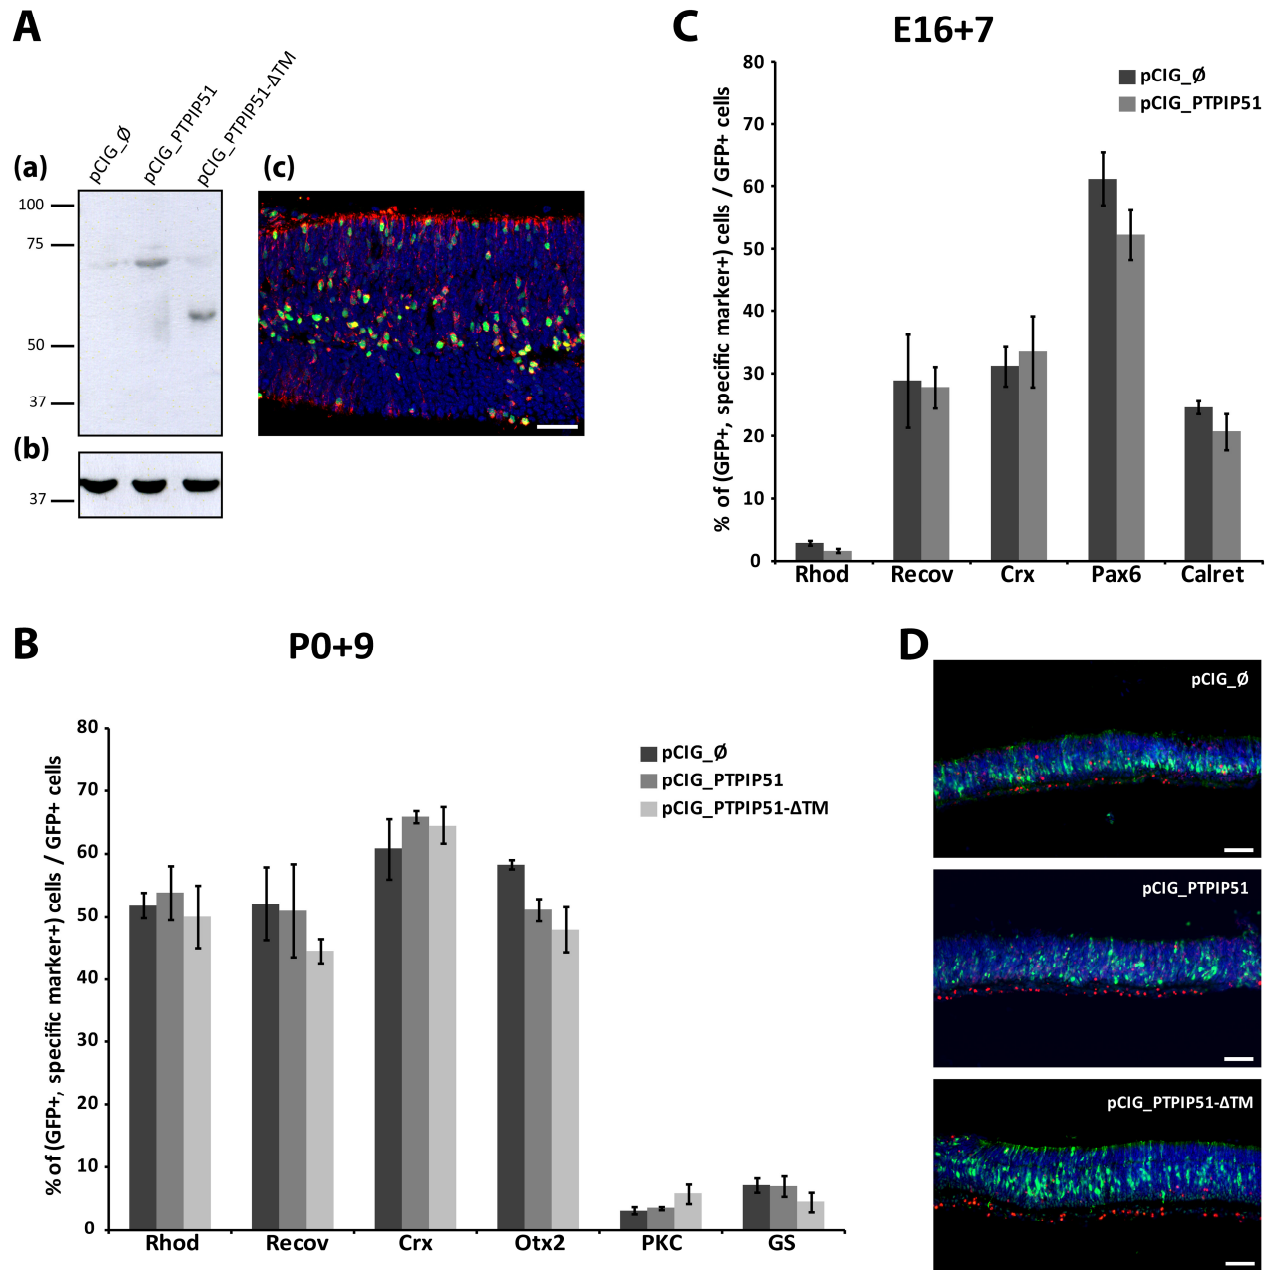 A
(a)
pCIG_Ø
pCIG_PTPIP51
pCIG_PTPIP51-ΔTM
100
75
50
37
(b)
37
(c)
C
E16+7
% of (GFP+, specific marker+) cells / GFP+ cells
80
70
60
50
40
30
20
10
0
pCIG_Ø
pCIG_PTPIP51
Rhod Recov Crx Pax6 Calret
B
P0+9
% of (GFP+, specific marker+) cells / GFP+ cells
80
70
60
50
40
30
20
10
0
pCIG_Ø
pCIG_PTPIP51
pCIG_PTPIP51-ΔTM
Rhod Recov Crx Otx2 PKC GS
D
pCIG_Ø
pCIG_PTPIP51
pCIG_PTPIP51-ΔTM